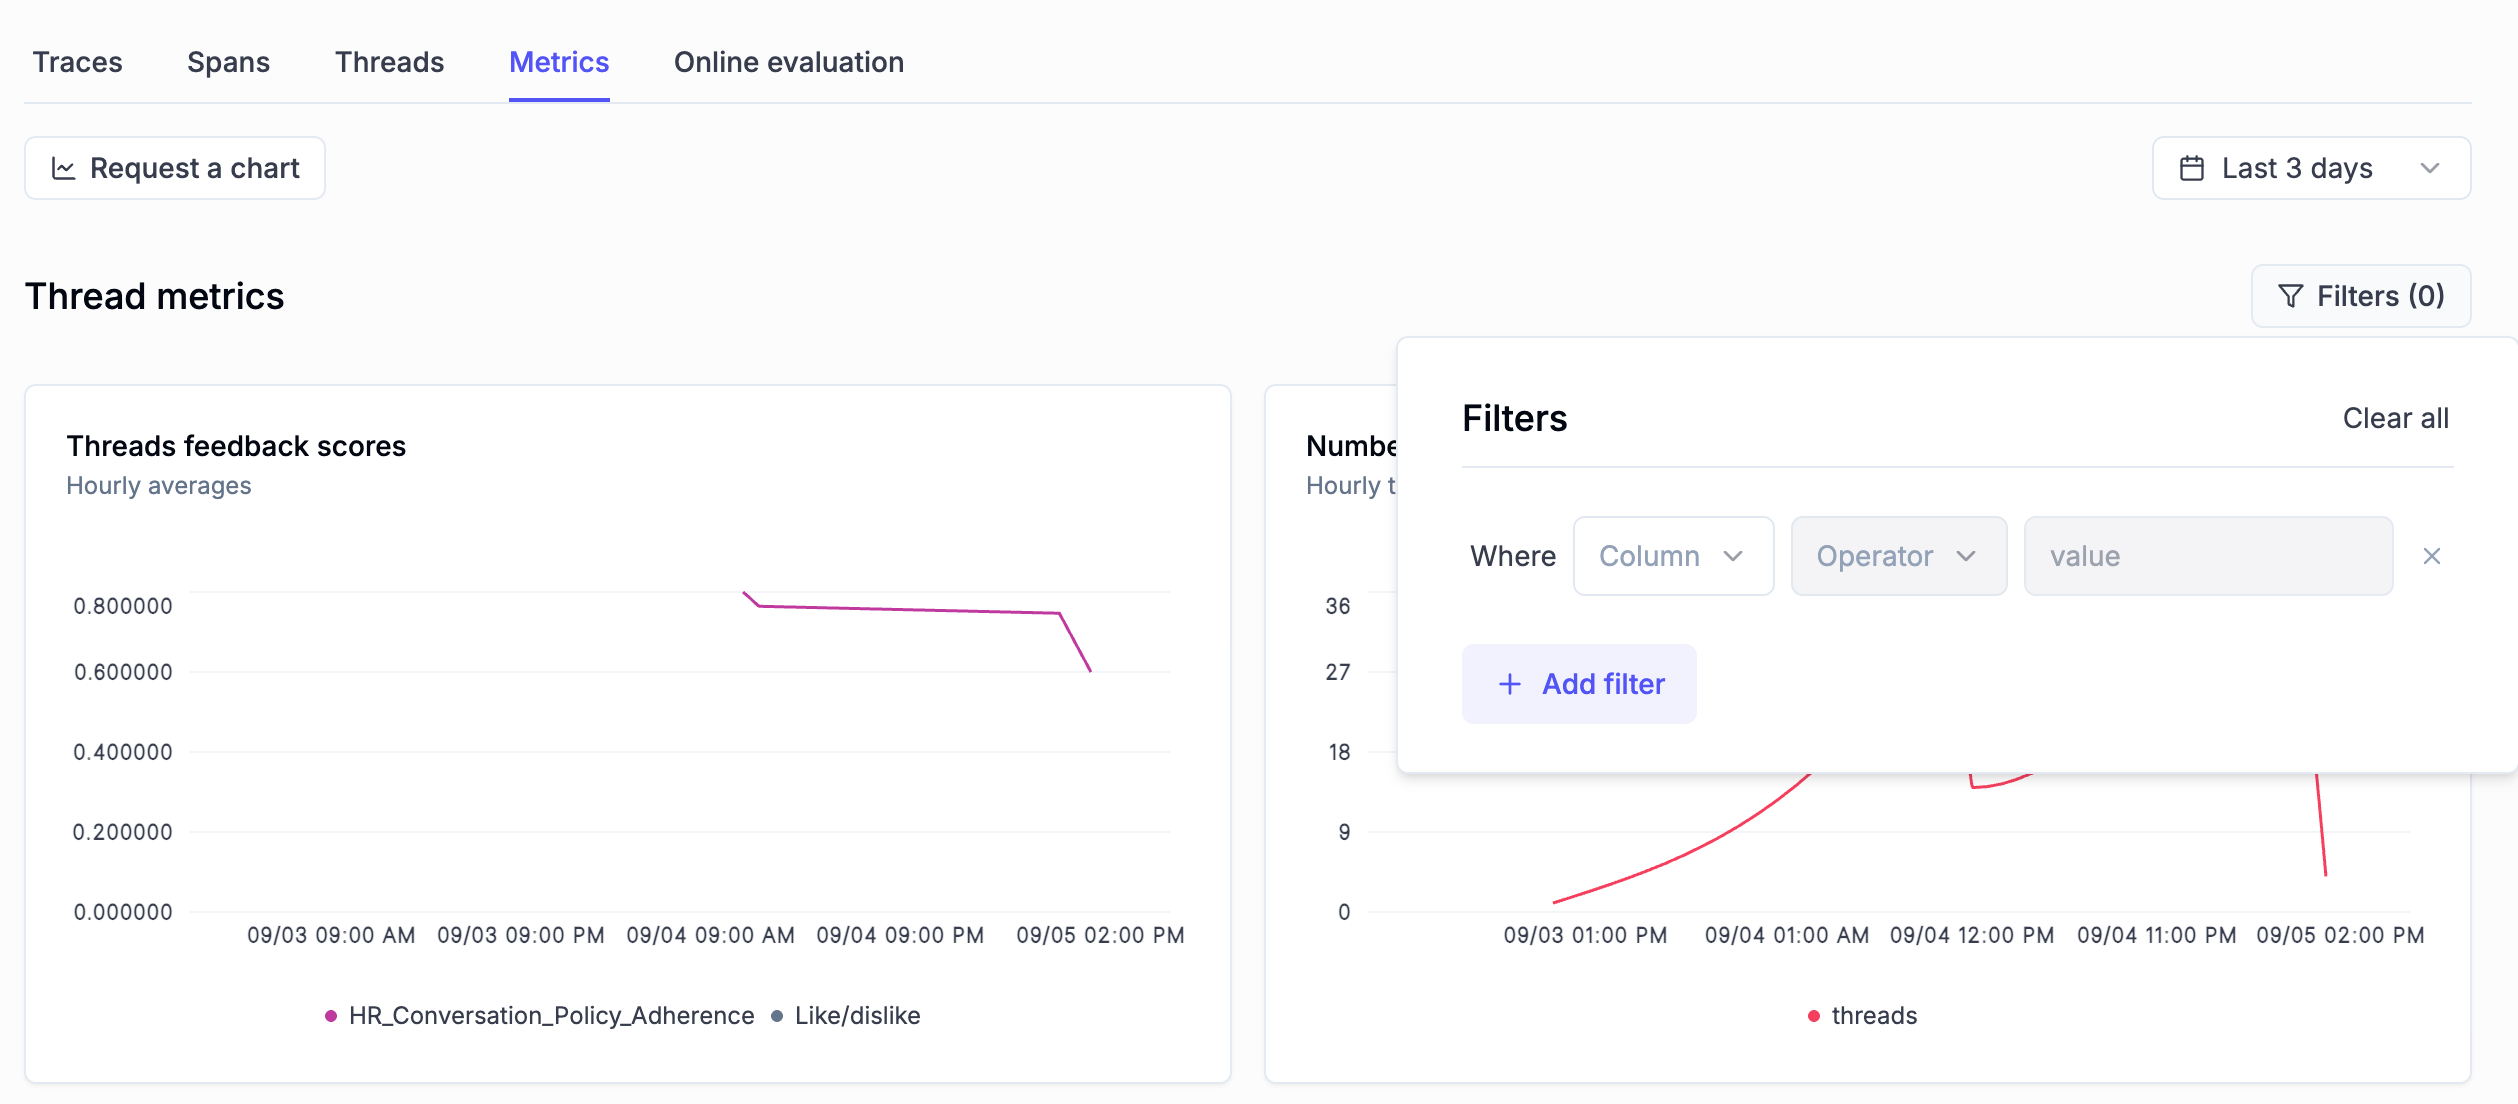 Traces Spans Threads Metrics Online evaluation
Request a chart
Last 3 days
Thread metrics
Filters (0)
Threads feedback scores
Hourly averages
0.800000
0.600000
0.400000
0.200000
0.000000
09/03 09:00 AM 09/03 09:00 PM 09/04 09:00 AM 09/04 09:00 PM 09/05 02:00 PM
HR_Conversation_Policy_Adherence Like/dislike
Filters
Clear all
Where Column Operator value
Add filter
Hourly
36
27
18
9
0
09/03 01:00 PM 09/04 01:00 AM 09/04 12:00 PM 09/04 11:00 PM 09/05 02:00 PM
threads